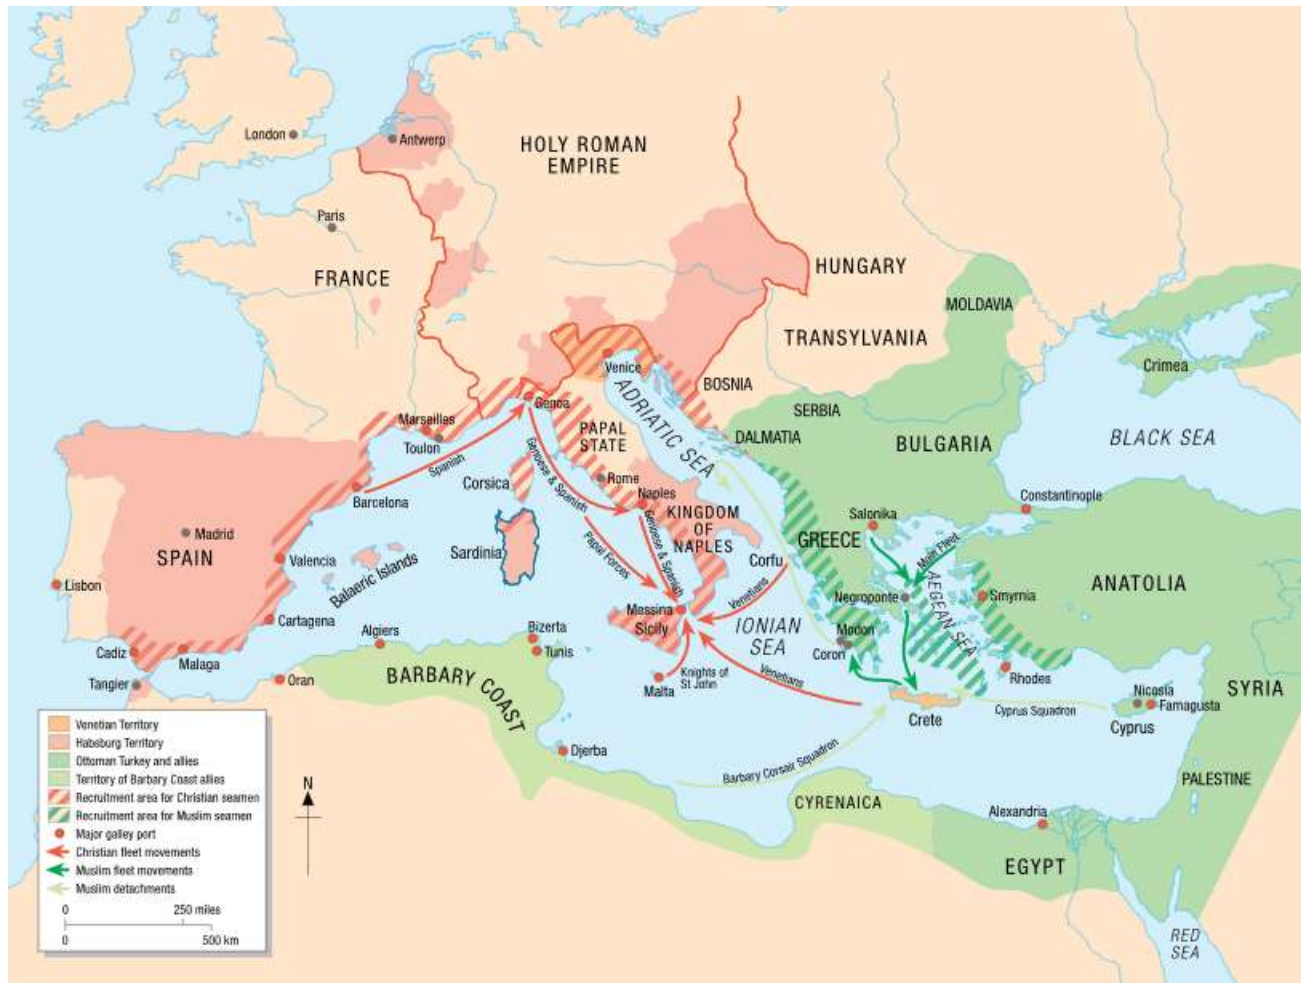 London
Antwerp
HOLY ROMAN
EMPIRE
Paris
FRANCE
HUNGARY
MOLDAVIA
TRANSYLVANIA
Crimea
Venice
BOSNIA
Genoa
ADRIATIC SEA
SERBIA
Marseilles
Toulon
PAPAL
STATE
DALMATIA
BULGARIA
BLACK SEA
Spanish
Genoese & Spanish
Corsica
Rome
Naples
Barcelona
KINGDOM
OF
NAPLES
Constantinople
Salonika
Madrid
SPAIN
Valencia
Sardinia
Papal Forces
Genoese & Spanish
GREECE
Main Fleet
Corfu
Balaeric Islands
Lisbon
ANATOLIA
AEGEAN SEA
Negroponte
Smyrnia
Venetians
Messina
Sicily
IONIAN
SEA
Modon
Coron
Cartagena
Algiers
Bizerta
Tunis
Cadiz
Malaga
Tangier
Oran
BARBARY COAST
Malta
Knights of
St John
Venetians
Rhodes
Crete
Cyprus Squadron
Nicosia
Famagusta
Cyprus
SYRIA
Djerba
Barbary Corsair Squadron
CYRENAICA
PALESTINE
Alexandria
EGYPT
RED
SEA
Venetian Territory
Habsburg Territory
Ottoman Turkey and allies
Territory of Barbary Coast allies
Recruitment area for Christian seamen
Recruitment area for Muslim seamen
Major galley port
Christian fleet movements
Muslim fleet movements
Muslim detachments
0 250 miles
0 500 km
N